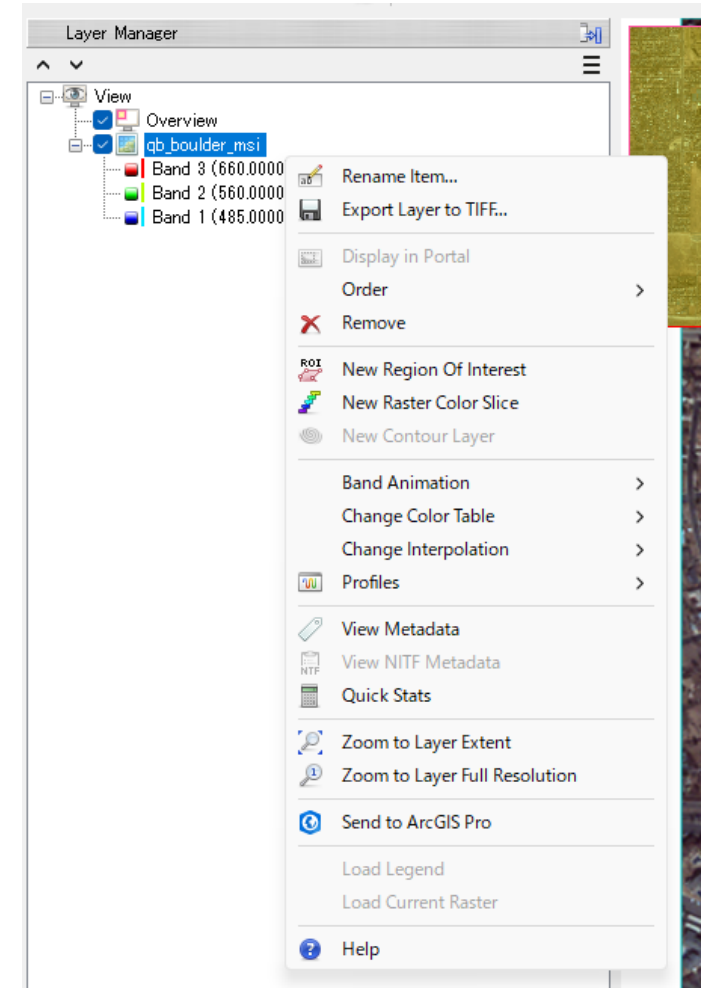 Layer Manager
View
Overview
qb_boulder_msi
Band 3 (660.0000
Band 2 (560.0000
Band 1 (485.0000
Rename Item...
Export Layer to TIFF...
Display in Portal
Order
Remove
ROI
New Region Of Interest
New Raster Color Slice
New Contour Layer
Band Animation
Change Color Table
Change Interpolation
Profiles
View Metadata
NTF
View NITF Metadata
Quick Stats
Zoom to Layer Extent
1
Zoom to Layer Full Resolution
Send to ArcGIS Pro
Load Legend
Load Current Raster
?
Help